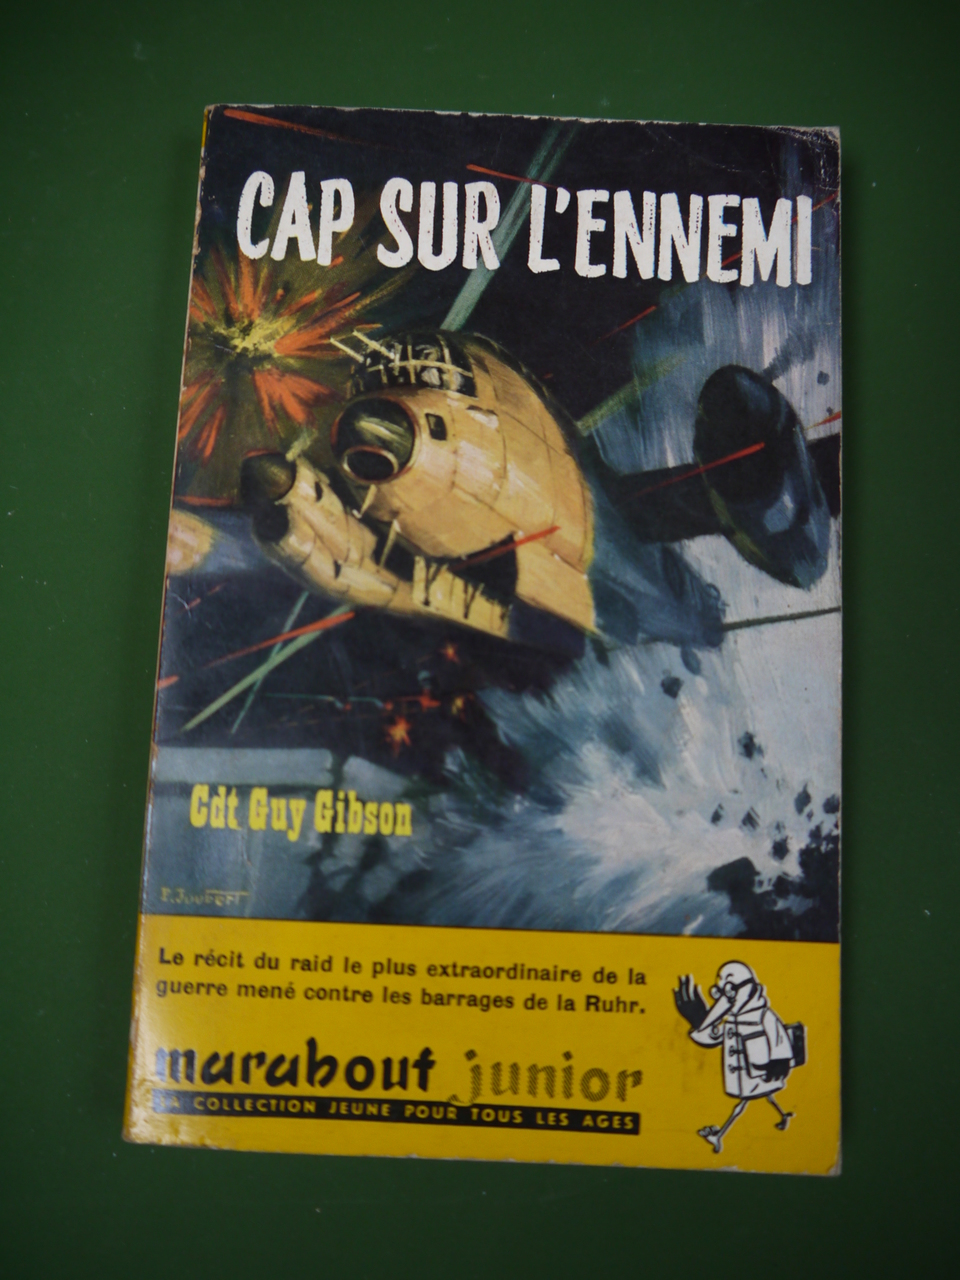 CAP SUR L'ENNEMI
Cdt Guy Gibson
P. Joubert
Le récit du raid le plus extraordinaire de la
guerre mené contre les barrages de la Ruhr.
marabout junior
LA COLLECTION JEUNE POUR TOUS LES AGES